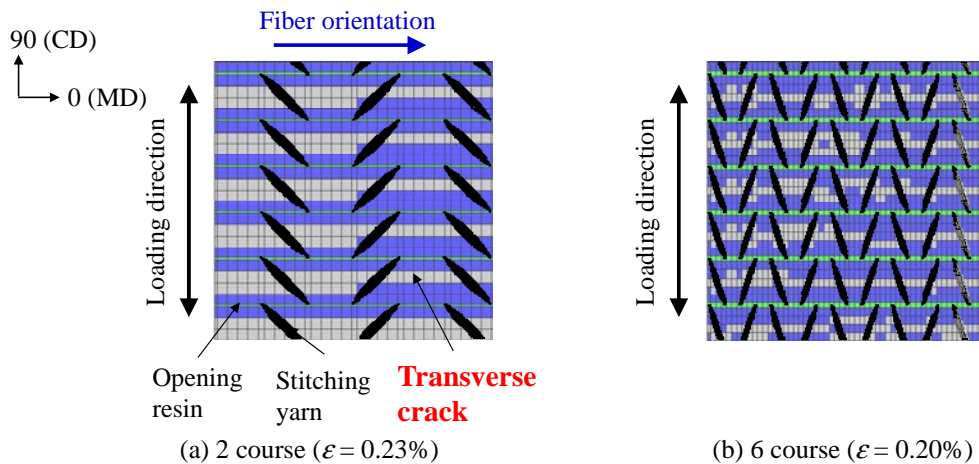 Fiber orientation
90 (CD)
0 (MD)
Loading direction
Loading direction
Opening
resin
Stitching
yarn
Transverse
crack
(a) 2 course (ε = 0.23%)
(b) 6 course (ε = 0.20%)